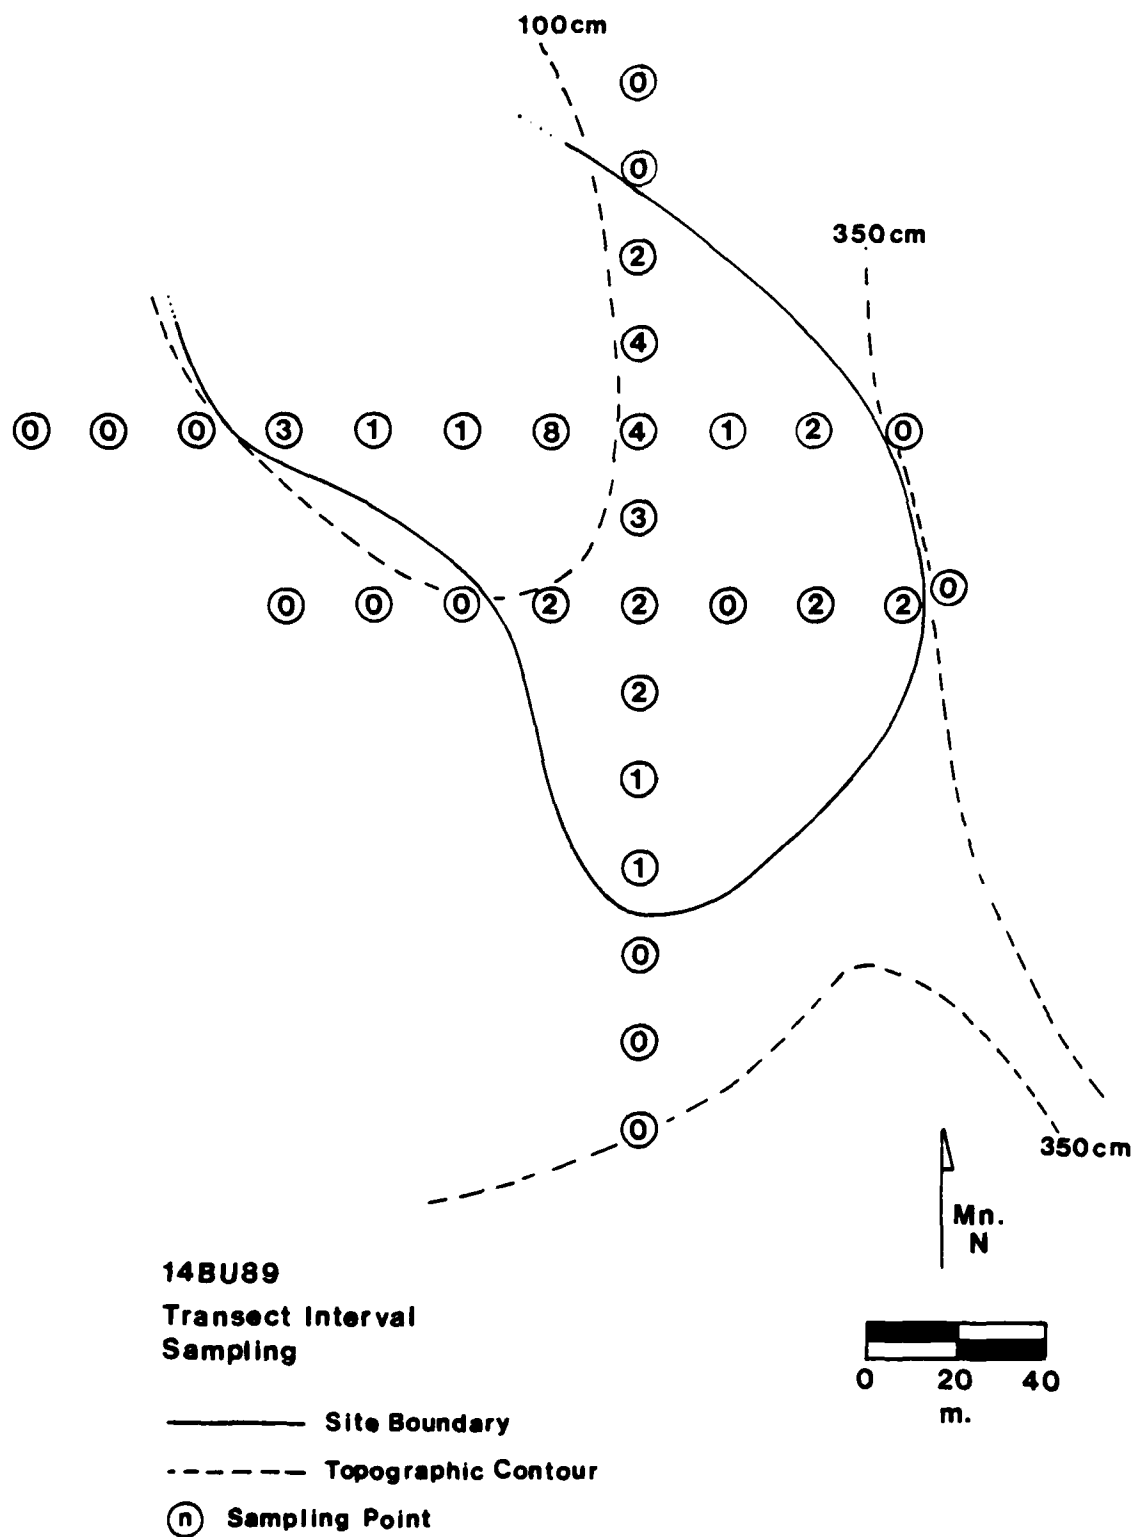 100cm
0
0
2
350cm
4
0 0 0 3 1 1 8 4 1 2 0
3
0 0 0 2 2 0 2 2 0
2
1
1
0
0
0
350cm
Mn.
N
14BU89
Transect Interval
Sampling
0 20 40
m.
Site Boundary
Topographic Contour
n Sampling Point